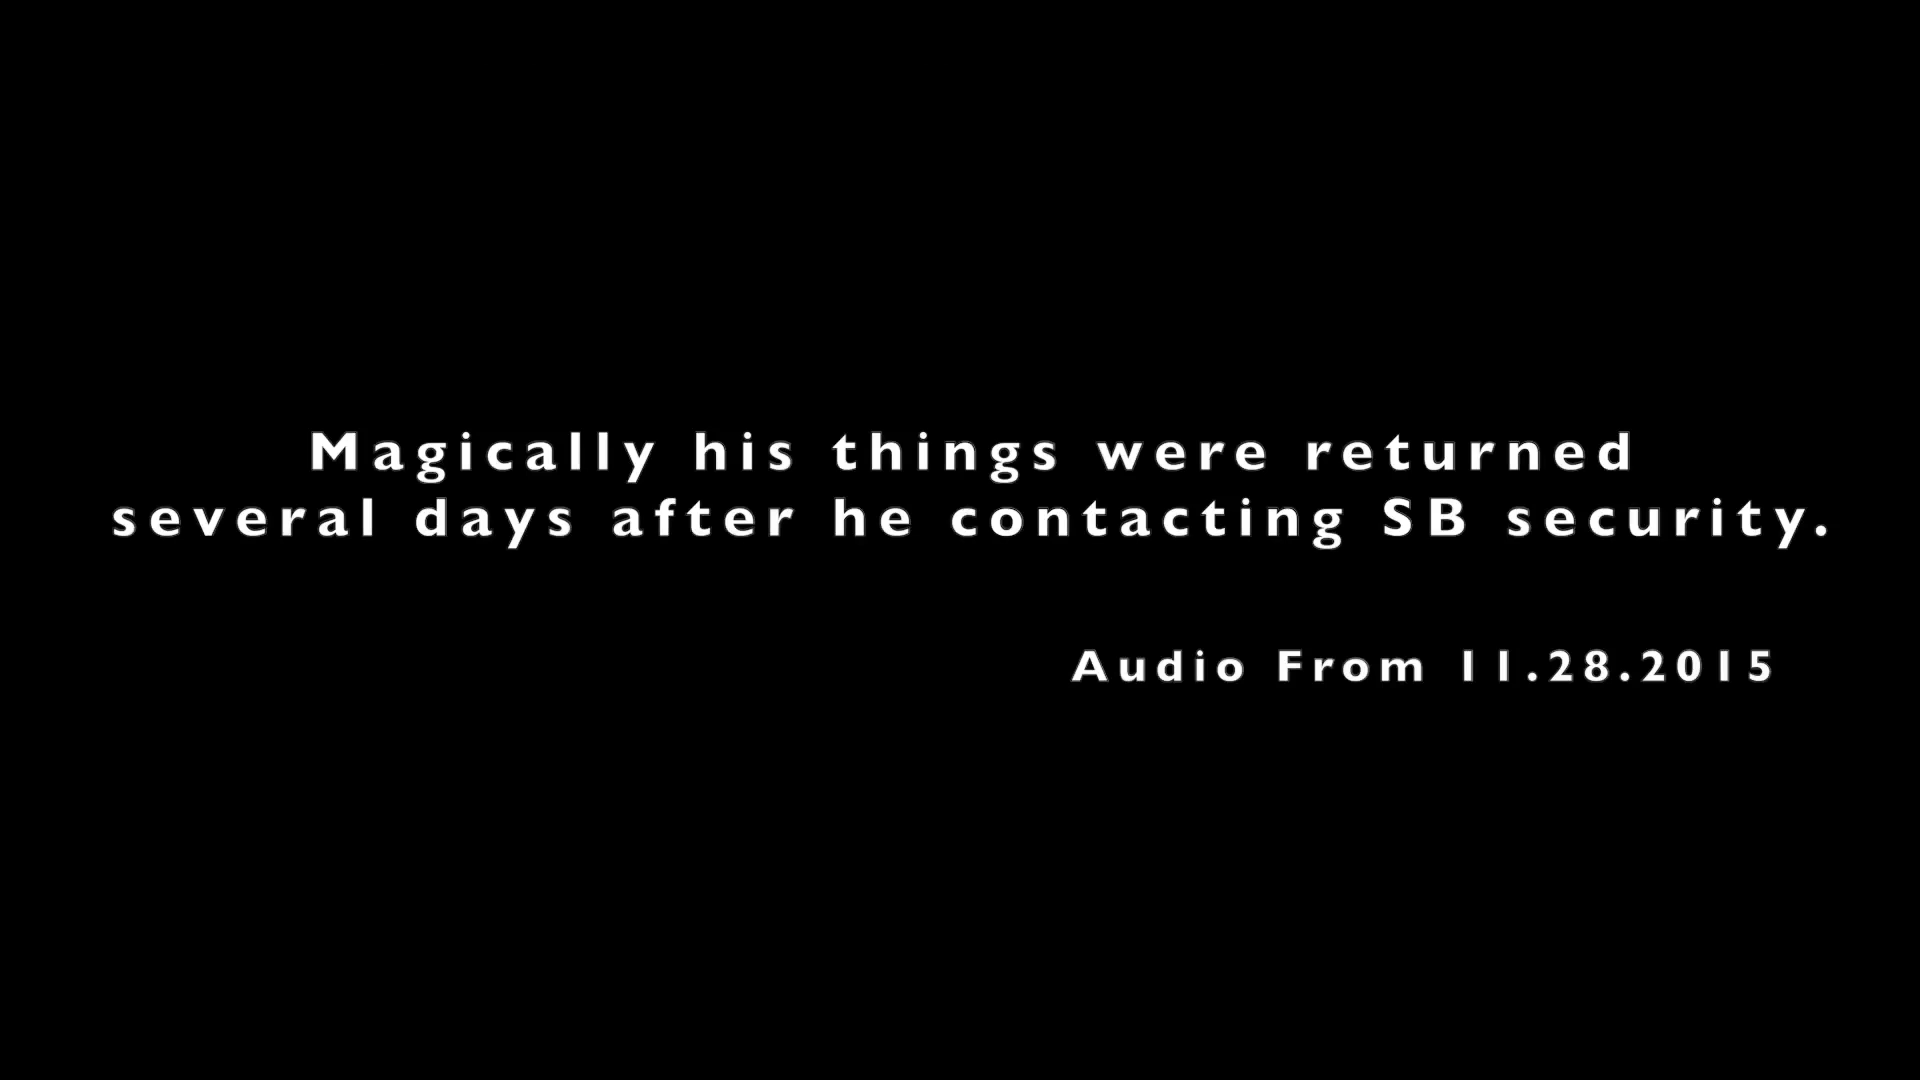 Magically his things were returned
several days after he contacting SB security.
Audio From 11.28.2015